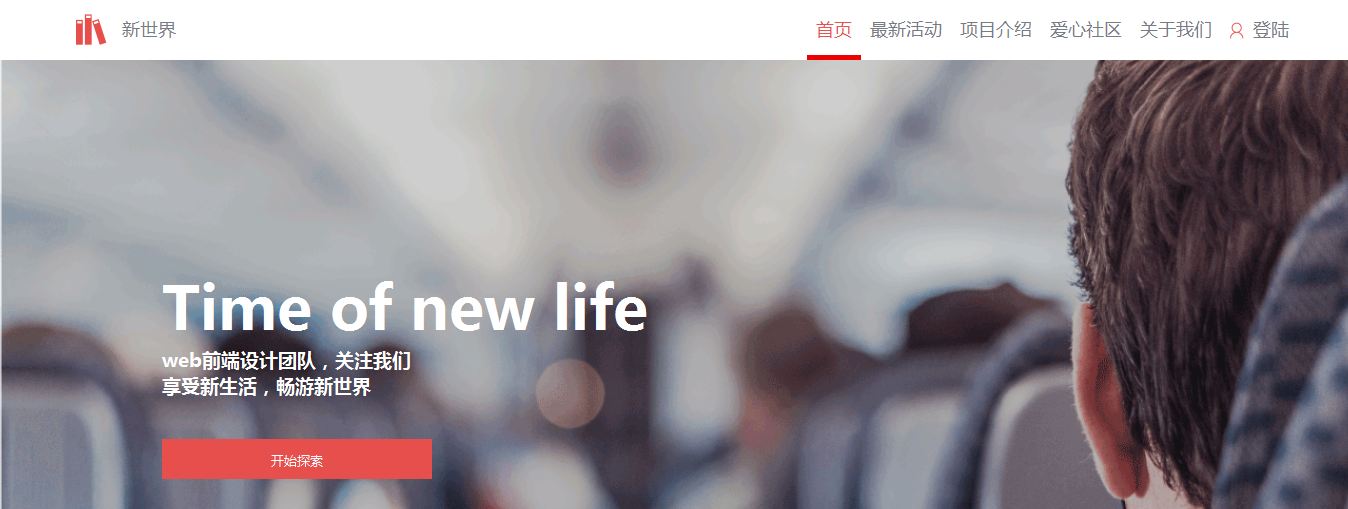 新世界
首页 最新活动 项目介绍 爱心社区 关于我们 登陆
Time of new life
web前端设计团队，关注我们
享受新生活，畅游新世界
开始探索